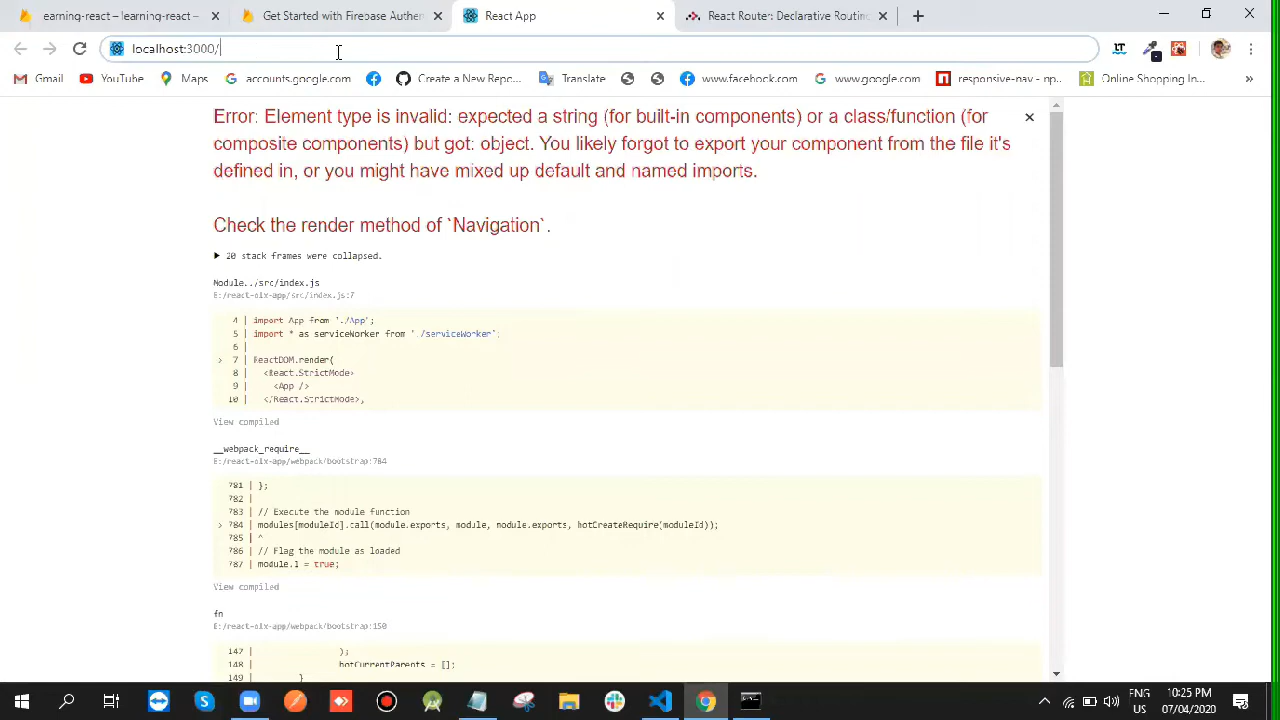 earning-react – learning-react –
Get Started with Firebase Authen
React App
React Router: Declarative Routin
localhost:3000/
Gmail
YouTube
Maps
accounts.google.com
Create a New Repo...
Translate
www.facehock.com
www.google.com
responsive-nav - np...
Online Shopping In...
Error: Element type is invalid: expected a string (for built-in components) or a class/function (for
composite components) but got: object. You likely forgot to export your component from the file it's
defined in, or you might have mixed up default and named imports.
Check the render method of `Navigation`.
20 stack frames were collapsed.
Module../src/index.js
E:/react-olx-app/src/index.js:7
4 | import App from './App';
5 | import * as serviceWorker from './serviceWorker';
6 |
> 7 | ReactDOM.render(
8 | <React.StrictMode>
9 | <App />
10 | </React.StrictMode>,
View compiled
__webpack_require__
E:/react-olx-app/webpack/bootstrap:784
781 | };
782 |
783 | // Execute the module function
> 784 | modules[moduleId].call(module.exports, module, module.exports, hotCreateRequire(moduleId));
785 | ^
786 | // Flag the module as loaded
787 | module.l = true;
View compiled
fn
E:/react-olx-app/webpack/bootstrap:150
147 | );
148 | hotCurrentParents = [];
149 | }
ENG
US
10:25 PM
07/04/2020